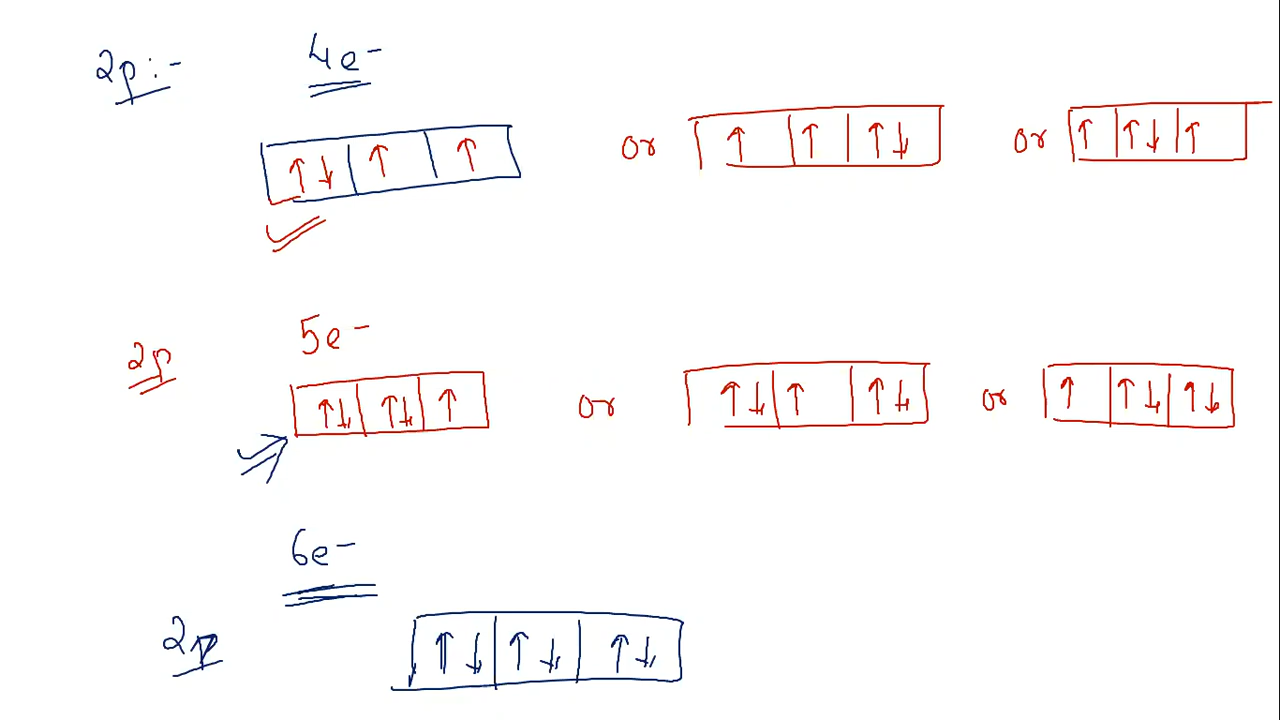 2p:- 4e-
↑↓ ↑ ↑ or ↑ ↑ ↑↓ or ↑ ↑↓ ↑
2p 5e-
↑↓ ↑↓ ↑ or ↑↓ ↑ ↑↓ or ↑ ↑↓ ↑↓
6e-
2p ↑↓ ↑↓ ↑↓